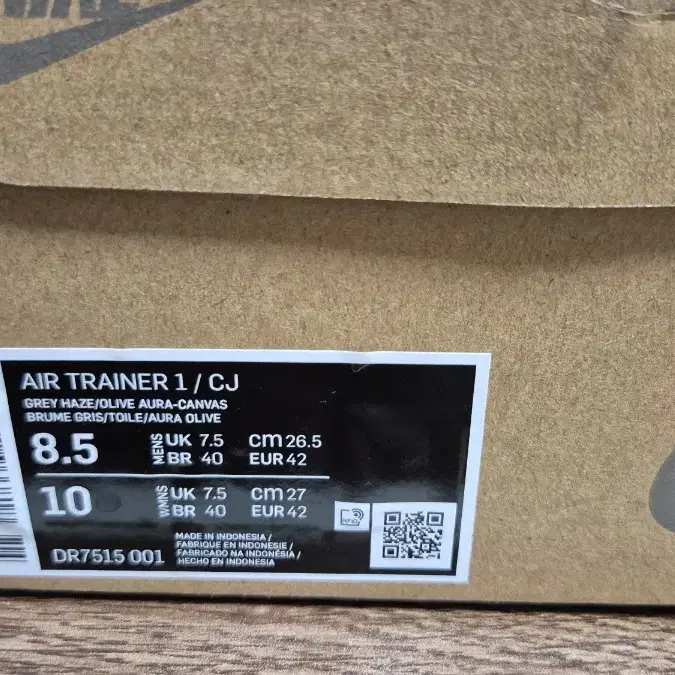 AIR TRAINER 1 / CJ
GREY HAZE/OLIVE AURA-CANVAS
BRUME GRIS/TOILE/AURA OLIVE
8.5 MENS UK 7.5 CM 26.5
BR 40 EUR 42
10 WMNS UK 7.5 CM 27
BR 40 EUR 42
RFID
DR7515 001
MADE IN INDONESIA /
FABRIQUE EN INDONESIE /
FABRICADO NA INDONÉSIA /
HECHO EN INDONESIA